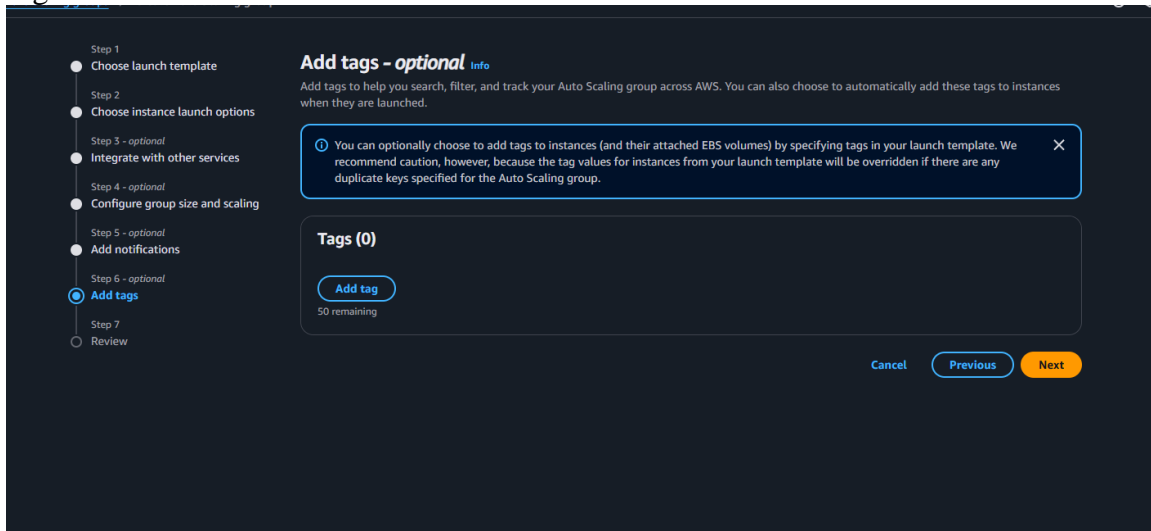 Step 1
Choose launch template
Step 2
Choose instance launch options
Step 3 - optional
Integrate with other services
Step 4 - optional
Configure group size and scaling
Step 5 - optional
Add notifications
Step 6 - optional
Add tags
Step 7
Review
Add tags - optional Info
Add tags to help you search, filter, and track your Auto Scaling group across AWS. You can also choose to automatically add these tags to instances
when they are launched.
You can optionally choose to add tags to instances (and their attached EBS volumes) by specifying tags in your launch template. We
recommend caution, however, because the tag values for instances from your launch template will be overridden if there are any
duplicate keys specified for the Auto Scaling group.
Tags (0)
Add tag
50 remaining
Cancel
Previous
Next